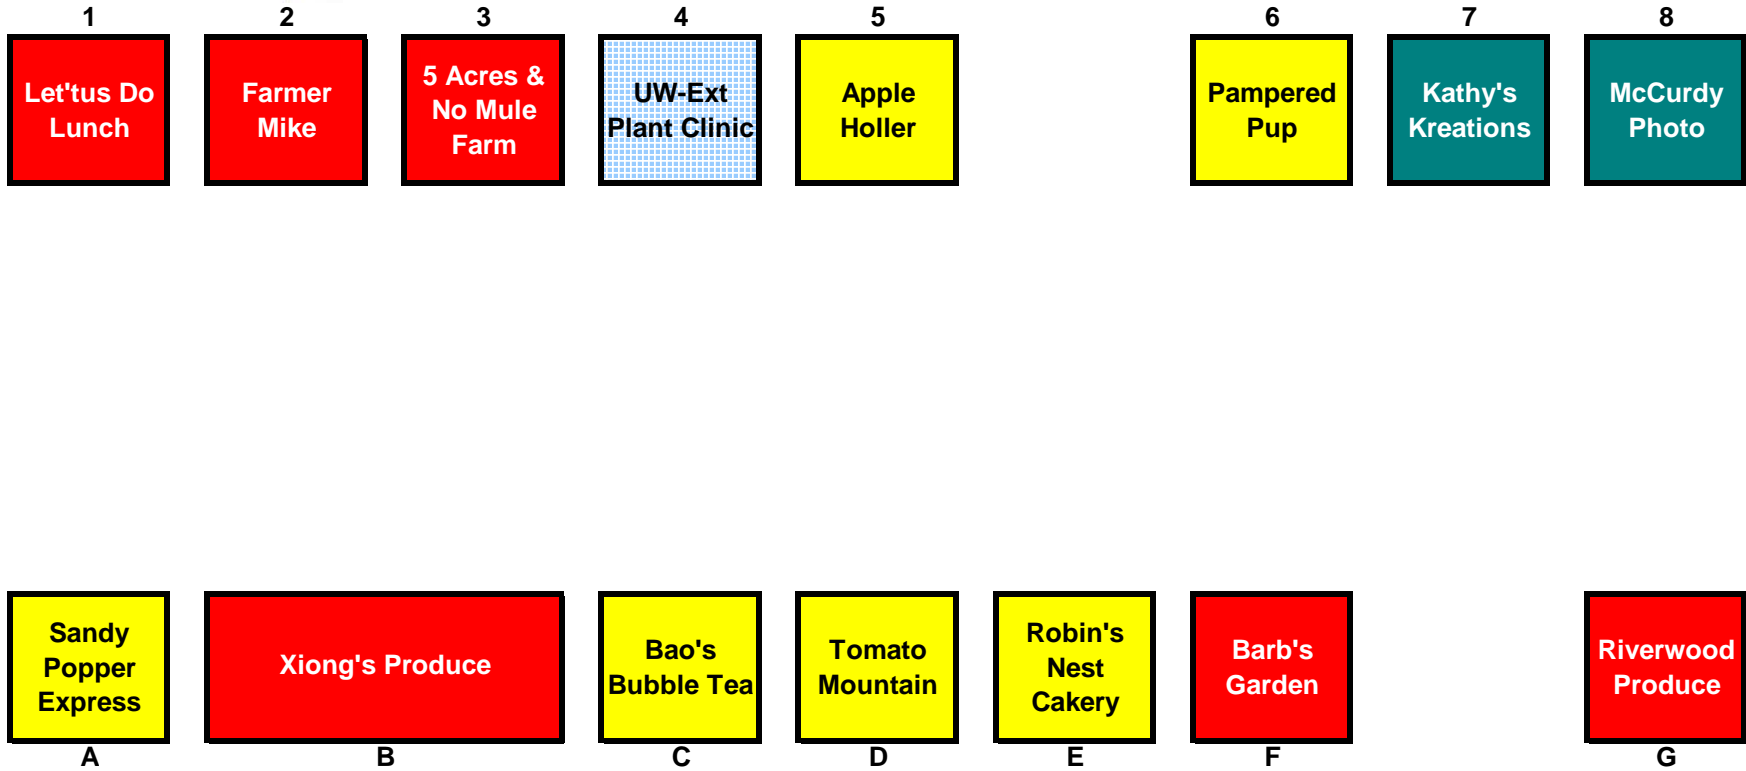 1 2 3 4 5 6 7 8
Let'tus Do
Lunch
Farmer
Mike
5 Acres &
No Mule
Farm
UW-Ext
Plant Clinic
Apple
Holler
Pampered
Pup
Kathy's
Kreations
McCurdy
Photo
Sandy
Popper
Express
Xiong's Produce
Bao's
Bubble Tea
Tomato
Mountain
Robin's
Nest
Cakery
Barb's
Garden
Riverwood
Produce
A B C D E F G